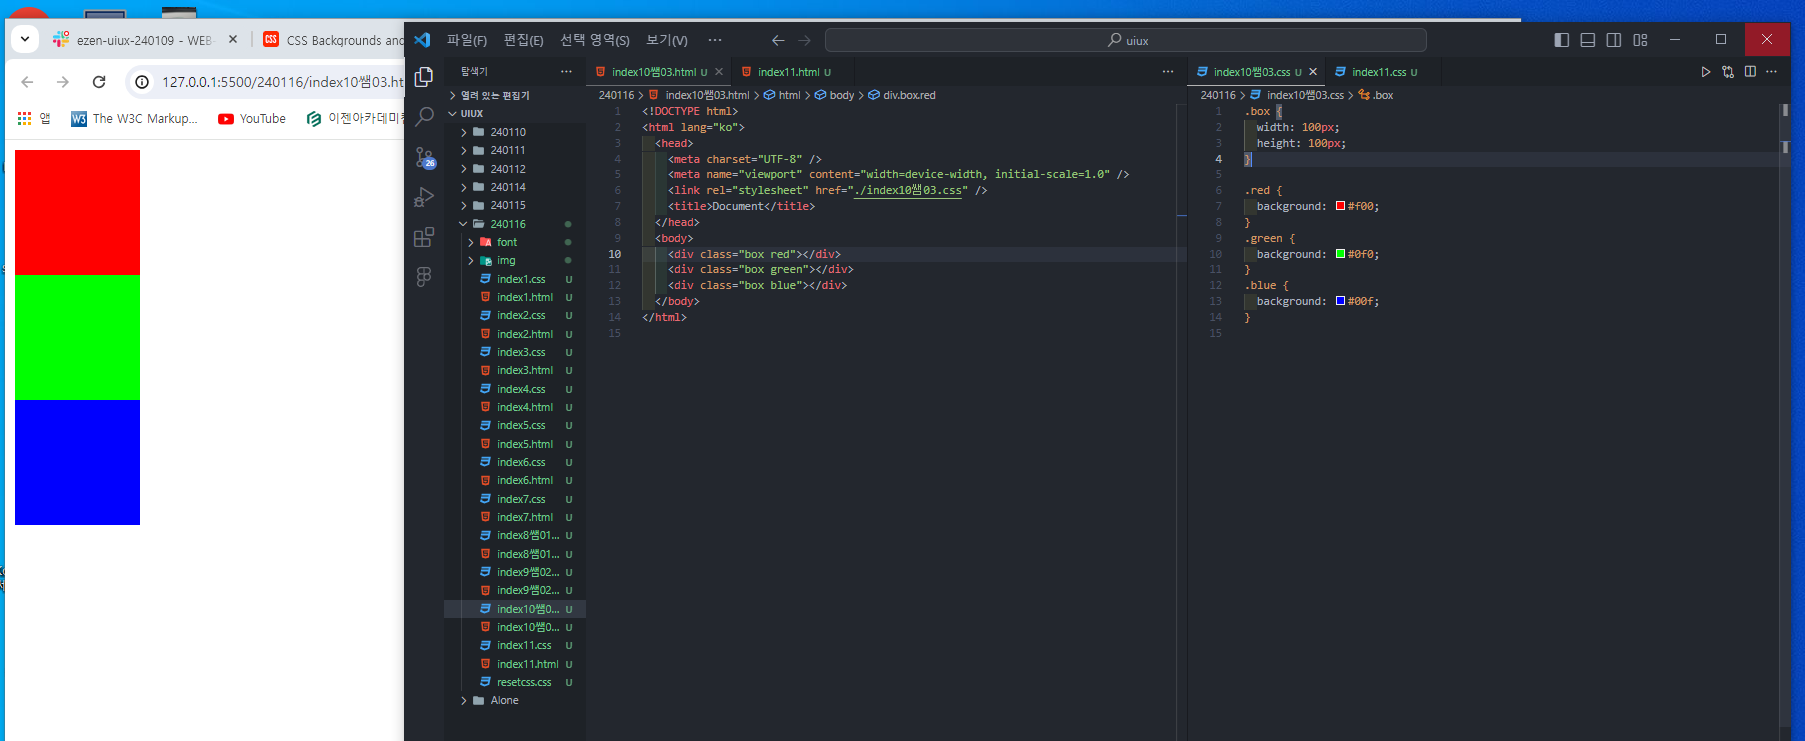 ezen-uiux-240109 - WEB-
CSS Backgrounds and
127.0.0.1:5500/240116/index10쌤03.ht
앱
The W3C Markup...
YouTube
이젠아카데미컴
파일(F)
편집(E)
선택 영역(S)
보기(V)
uiux
탐색기
열려 있는 편집기
UIUX
240110
240111
240112
240114
240115
240116
font
img
index1.css U
index1.html U
index2.css U
index2.html U
index3.css U
index3.html U
index4.css U
index4.html U
index5.css U
index5.html U
index6.css U
index6.html U
index7.css U
index7.html U
index8쌤01... U
index8쌤01... U
index9쌤02... U
index9쌤02... U
index10쌤0... U
index10쌤0... U
index11.css U
index11.html U
resetcss.css U
Alone
26
index10쌤03.html U
index11.html U
240116 > index10쌤03.html > html > body > div.box.red
1 <!DOCTYPE html>
2 <html lang="ko">
3 <head>
4 <meta charset="UTF-8" />
5 <meta name="viewport" content="width=device-width, initial-scale=1.0" />
6 <link rel="stylesheet" href="./index10쌤03.css" />
7 <title>Document</title>
8 </head>
9 <body>
10 <div class="box red"></div>
11 <div class="box green"></div>
12 <div class="box blue"></div>
13 </body>
14 </html>
15
index10쌤03.css U
index11.css U
240116 > index10쌤03.css > .box
1 .box {
2 width: 100px;
3 height: 100px;
4 }
5
6 .red {
7 background: #f00;
8 }
9 .green {
10 background: #0f0;
11 }
12 .blue {
13 background: #00f;
14 }
15